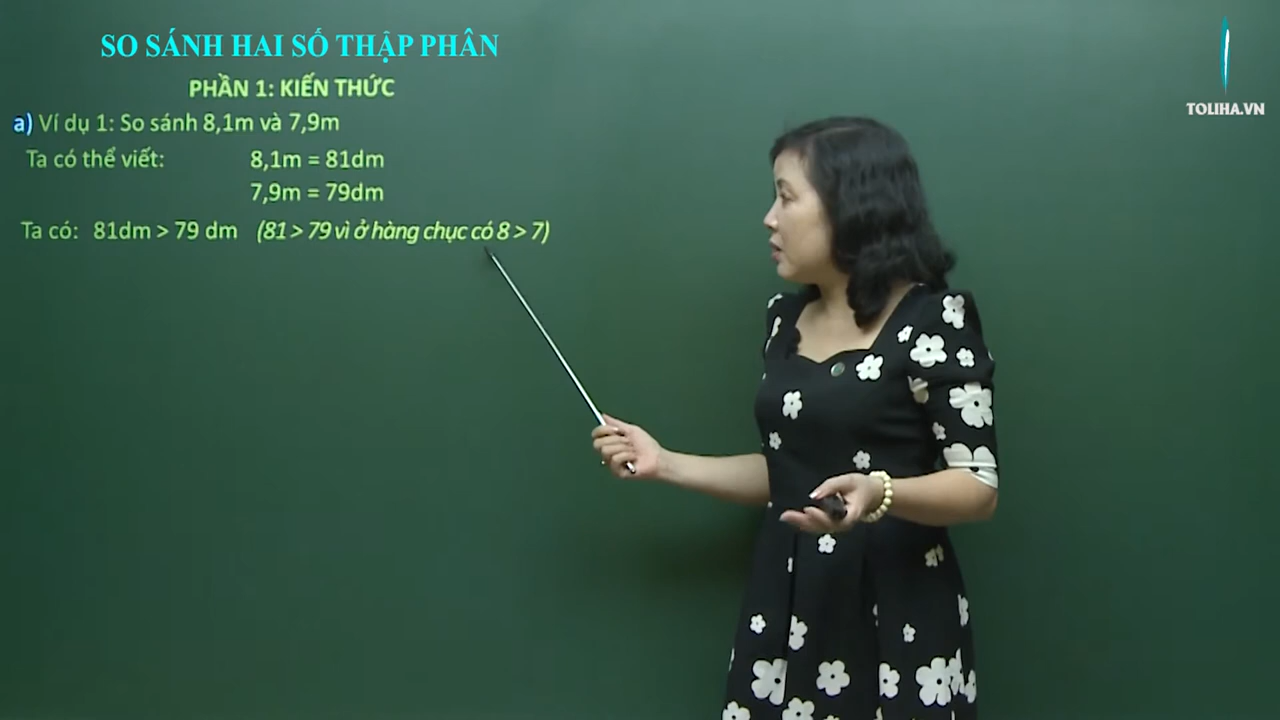 SO SÁNH HAI SỐ THẬP PHÂN
PHẦN 1: KIẾN THỨC
a) Ví dụ 1: So sánh 8,1m và 7,9m
Ta có thể viết: 8,1m = 81dm
7,9m = 79dm
Ta có: 81dm > 79 dm (81 > 79 vì ở hàng chục có 8 > 7)
TOLIHA.VN